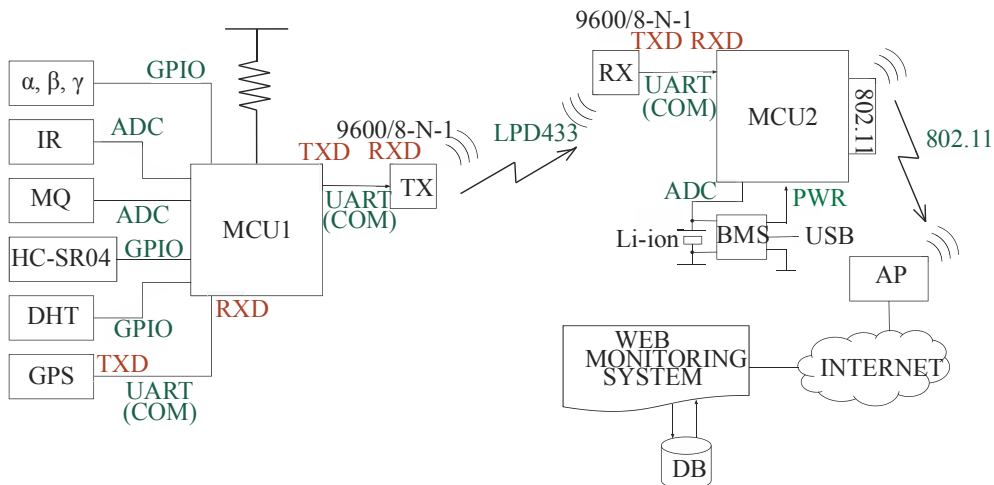 α, β, γ
GPIO
IR
ADC
MQ
ADC
HC-SR04
GPIO
DHT
GPIO
GPS
TXD
UART
(COM)
MCU1
RXD
9600/8-N-1
TXD RXD
TX
UART
(COM)
LPD433
9600/8-N-1
TXD RXD
RX
UART
(COM)
MCU2
802.11
802.11
ADC
PWR
Li-ion
BMS
USB
AP
INTERNET
WEB
MONITORING
SYSTEM
DB